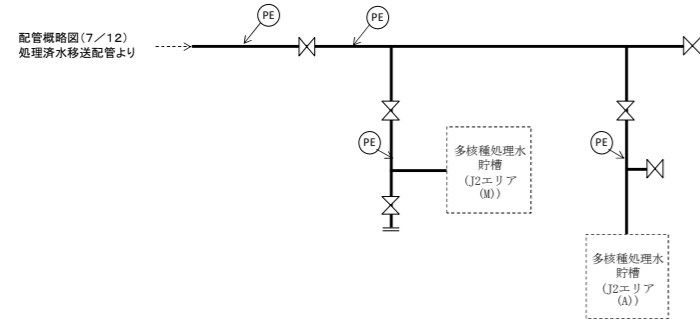 PE
PE
配管概略図(7／12)
処理済水移送配管より
PE
多核種処理水
貯槽
(J2エリア
(M))
PE
多核種処理水
貯槽
(J2エリア
(A))